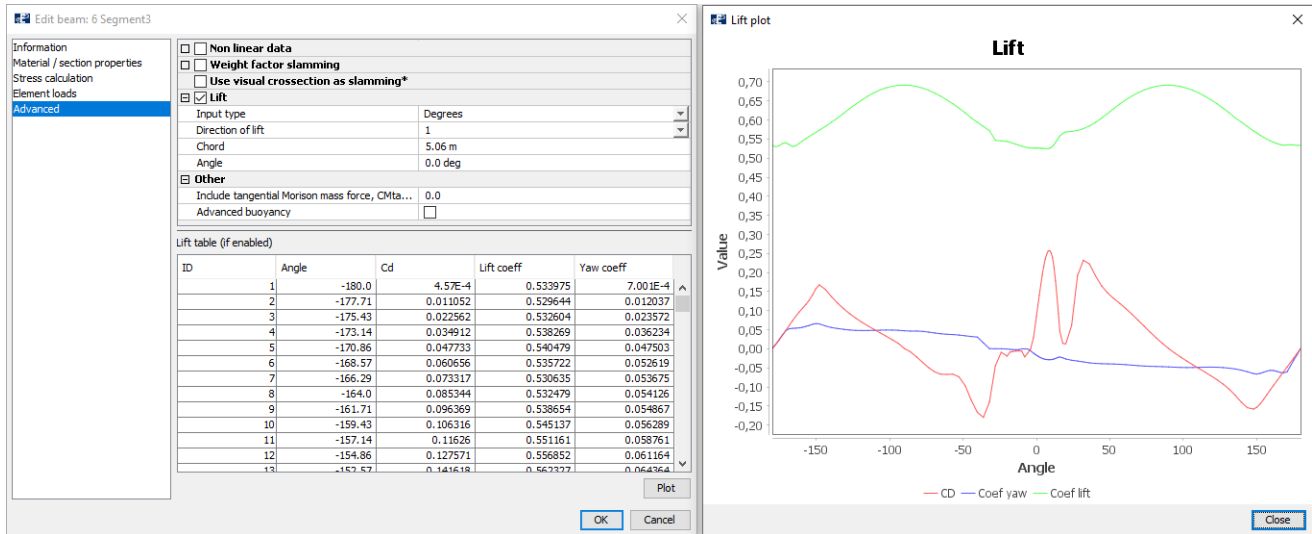 Edit beam: 6 Segment3
Information
Material / section properties
Stress calculation
Element loads
Advanced
Non linear data
Weight factor slamming
Use visual crossection as slamming*
Lift
Input type Degrees
Direction of lift 1
Chord 5.06 m
Angle 0.0 deg
Other
Include tangential Morison mass force, CMta... 0.0
Advanced buoyancy
Lift table (if enabled)
ID Angle Cd Lift coeff Yaw coeff
1 -180.0 4.57E-4 0.533975 7.001E-4
2 -177.71 0.011052 0.529644 0.012037
3 -175.43 0.022562 0.532604 0.023572
4 -173.14 0.034912 0.538269 0.036234
5 -170.86 0.047733 0.540479 0.047503
6 -168.57 0.060656 0.535722 0.052619
7 -166.29 0.073317 0.530635 0.053675
8 -164.0 0.085344 0.532479 0.054126
9 -161.71 0.096369 0.538654 0.054867
10 -159.43 0.106316 0.545137 0.056289
11 -157.14 0.11626 0.551161 0.058761
12 -154.86 0.127571 0.556852 0.061164
13 -152.57 0.141618 0.562327 0.064364
Plot
OK Cancel
Lift plot
Lift
0,70
0,65
0,60
0,55
0,50
0,45
0,40
0,35
0,30
0,25
0,20
0,15
0,10
0,05
0,00
-0,05
-0,10
-0,15
-0,20
Value
-150 -100 -50 0 50 100 150
Angle
CD Coef yaw Coef lift
Close